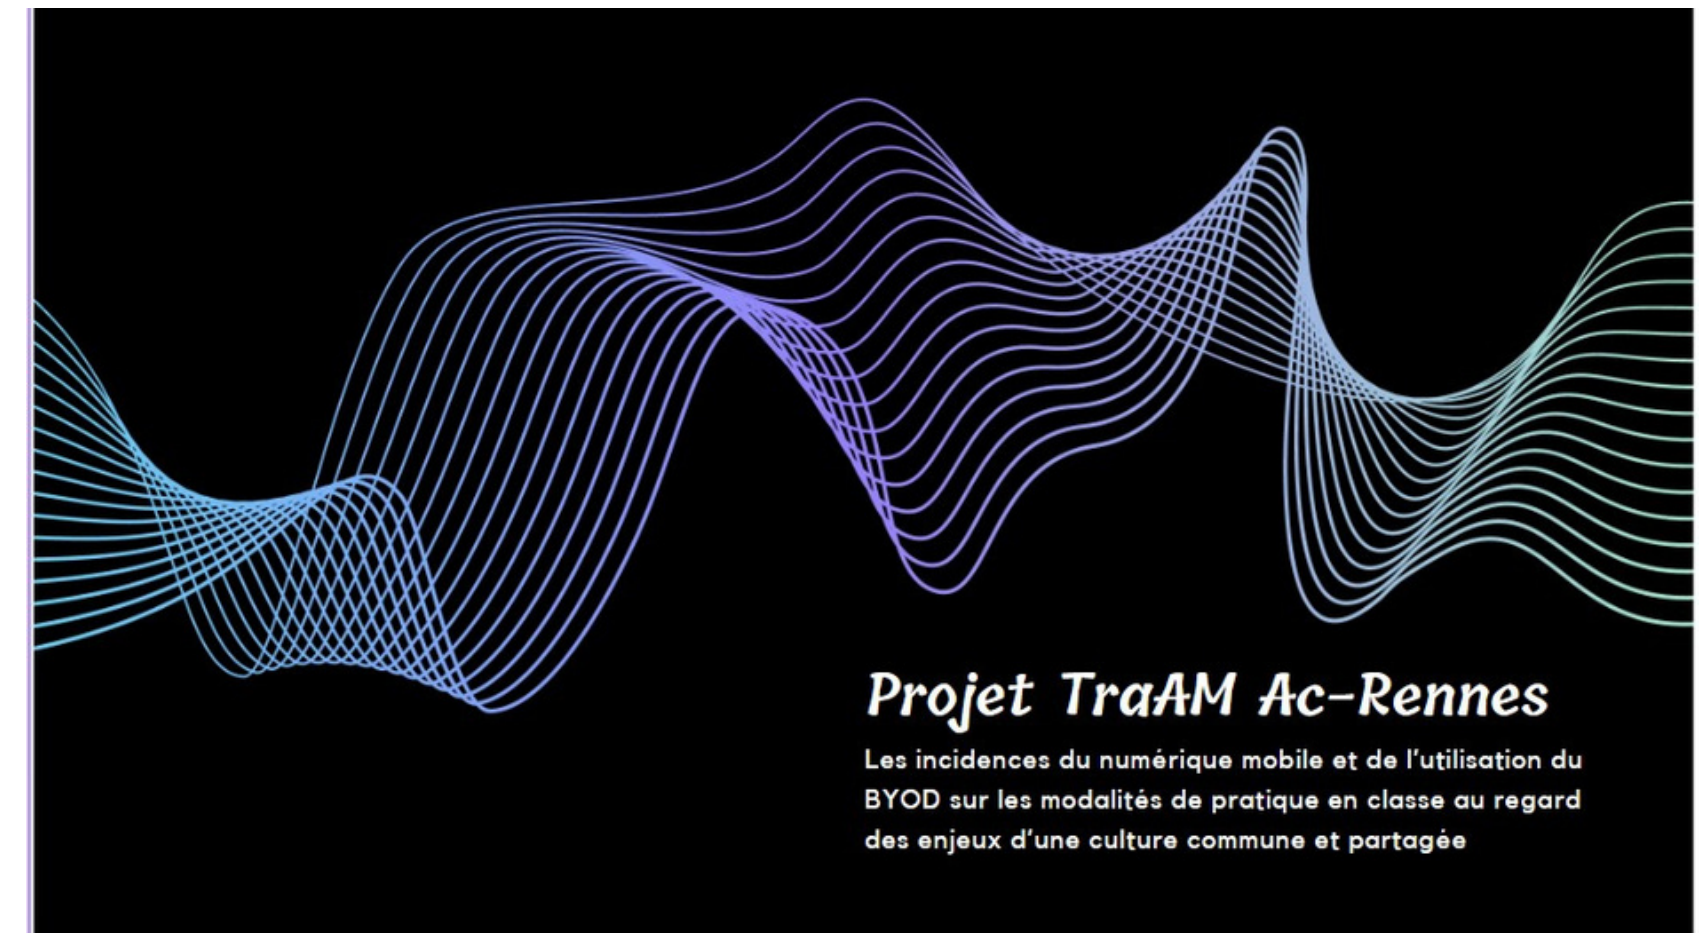 Projet TraAM Ac-Rennes
Les incidences du numérique mobile et de l'utilisation du
BYOD sur les modalités de pratique en classe au regard
des enjeux d'une culture commune et partagée